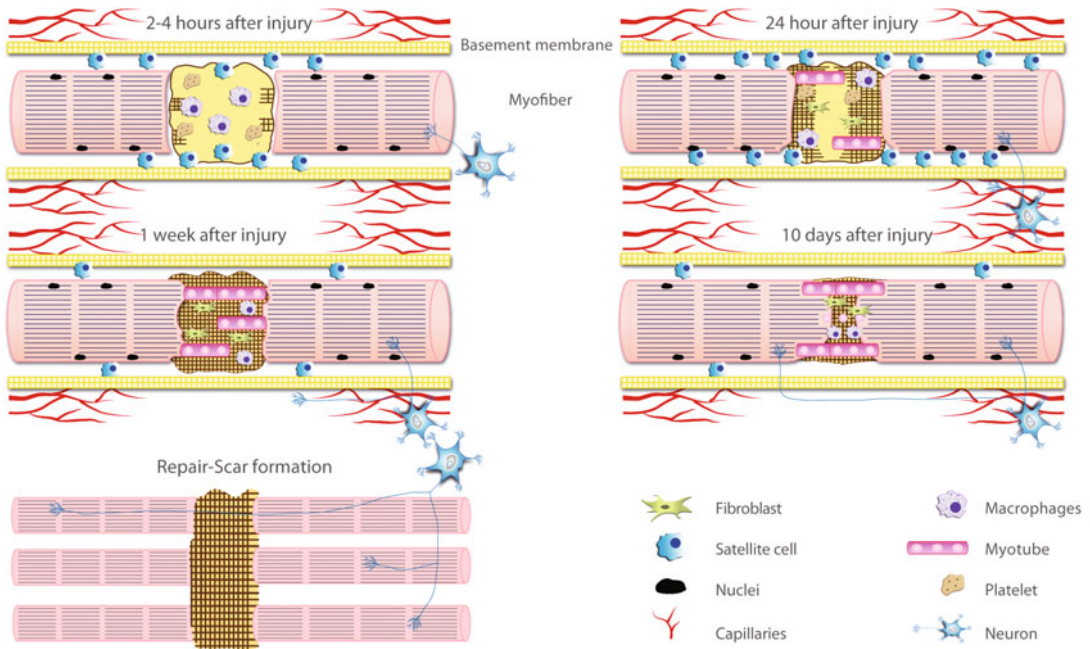 2-4 hours after injury
Basement membrane
Myofiber
24 hour after injury
1 week after injury
10 days after injury
Repair-Scar formation
Fibroblast
Macrophages
Satellite cell
Myotube
Nuclei
Platelet
Capillaries
Neuron